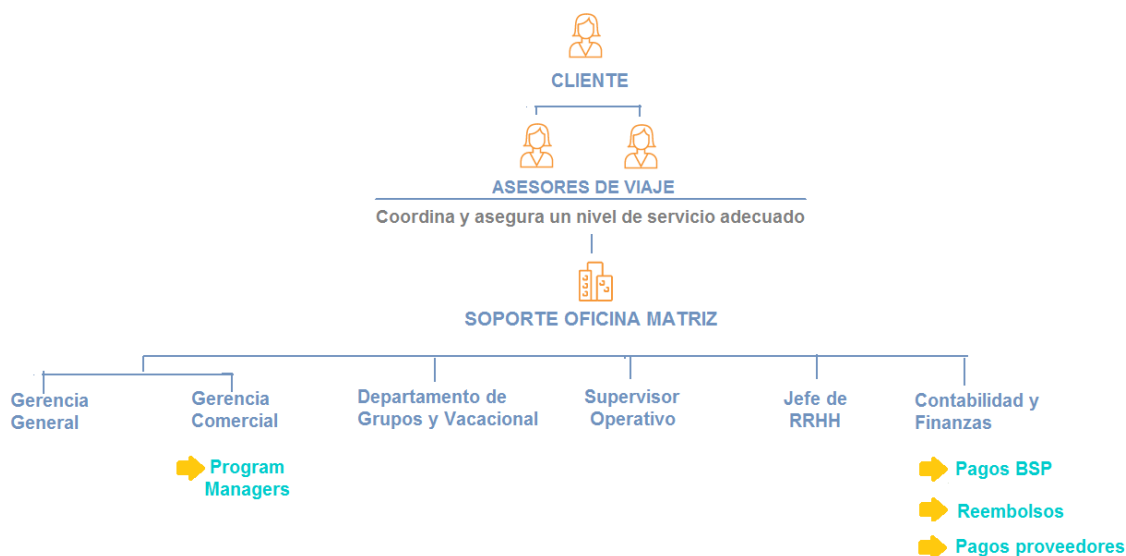 CLIENTE
ASESORES DE VIAJE
Coordina y asegura un nivel de servicio adecuado
SOPORTE OFICINA MATRIZ
Gerencia
General
Gerencia
Comercial
Departamento de
Grupos y Vacacional
Supervisor
Operativo
Jefe de
RRHH
Contabilidad y
Finanzas
Program
Managers
Pagos BSP
Reembolsos
Pagos proveedores